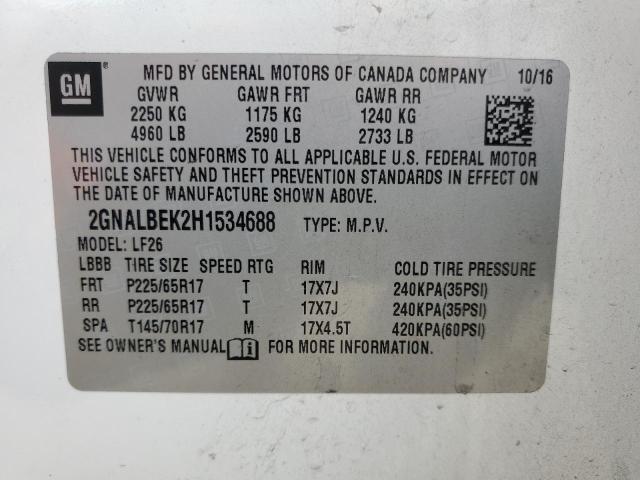 GM ® MFD BY GENERAL MOTORS OF CANADA COMPANY 10/16
GVWR GAWR FRT GAWR RR
2250 KG 1175 KG 1240 KG
4960 LB 2590 LB 2733 LB
THIS VEHICLE CONFORMS TO ALL APPLICABLE U.S. FEDERAL MOTOR
VEHICLE SAFETY AND THEFT PREVENTION STANDARDS IN EFFECT ON
THE DATE OF MANUFACTURE SHOWN ABOVE.
2GNALBEK2H1534688 TYPE: M.P.V.
MODEL: LF26
LBBB TIRE SIZE SPEED RTG RIM COLD TIRE PRESSURE
FRT P225/65R17 T 17X7J 240KPA(35PSI)
RR P225/65R17 T 17X7J 240KPA(35PSI)
SPA T145/70R17 M 17X4.5T 420KPA(60PSI)
SEE OWNER'S MANUAL FOR MORE INFORMATION.